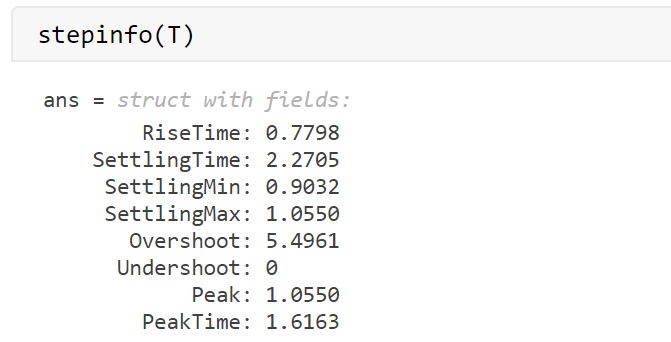 stepinfo(T)
ans = struct with fields:
RiseTime: 0.7798
SettlingTime: 2.2705
SettlingMin: 0.9032
SettlingMax: 1.0550
Overshoot: 5.4961
Undershoot: 0
Peak: 1.0550
PeakTime: 1.6163